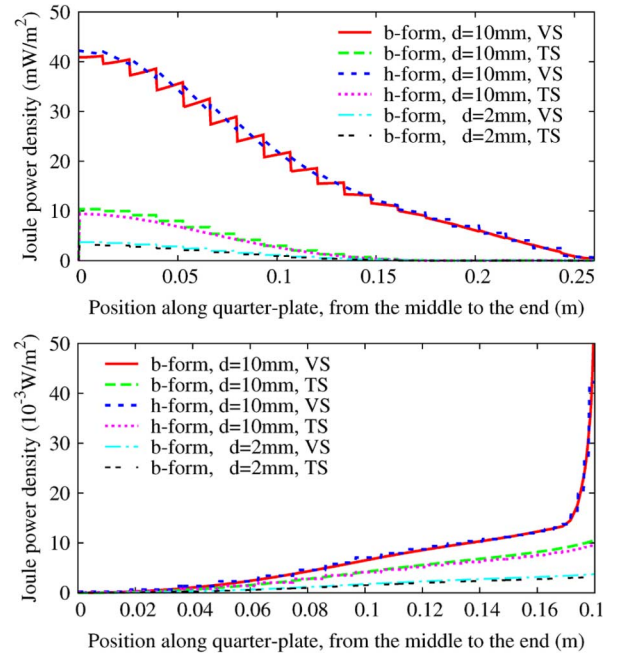 50
40
30
20
10
0
Joule power density (mW/m²)
b-form, d=10mm, VS
b-form, d=10mm, TS
h-form, d=10mm, VS
h-form, d=10mm, TS
b-form, d=2mm, VS
b-form, d=2mm, TS
0 0.05 0.1 0.15 0.2 0.25
Position along quarter-plate, from the middle to the end (m)
50
40
30
20
10
0
Joule power density (10⁻³W/m²)
b-form, d=10mm, VS
b-form, d=10mm, TS
h-form, d=10mm, VS
h-form, d=10mm, TS
b-form, d=2mm, VS
b-form, d=2mm, TS
0 0.02 0.04 0.06 0.08 0.1 0.12 0.14 0.16 0.1
Position along quarter-plate, from the middle to the end (m)